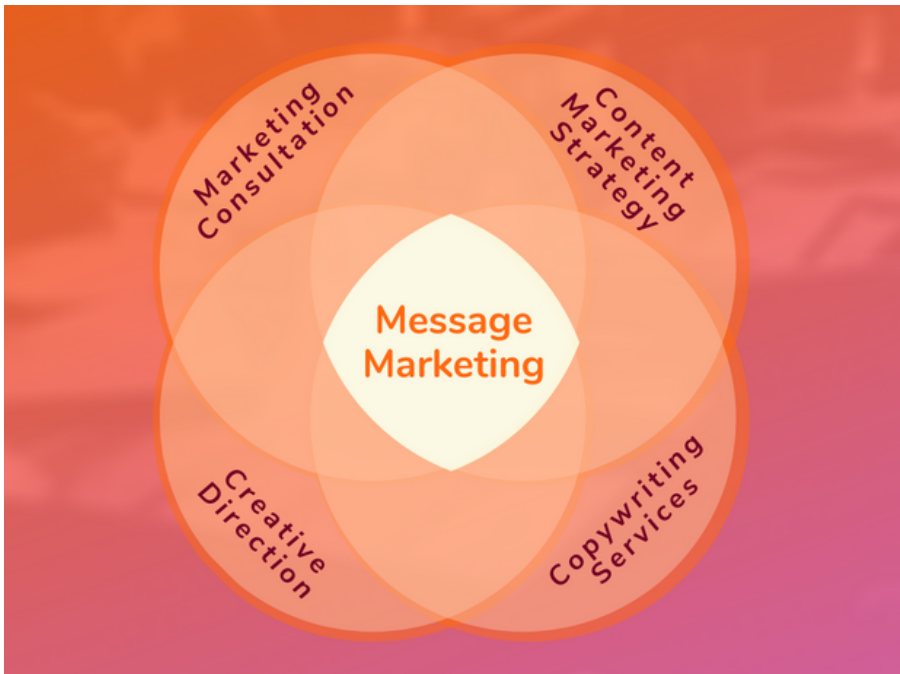 Marketing
Consultation
Content
Marketing
Strategy
Message
Marketing
Creative
Direction
Copywriting
Services